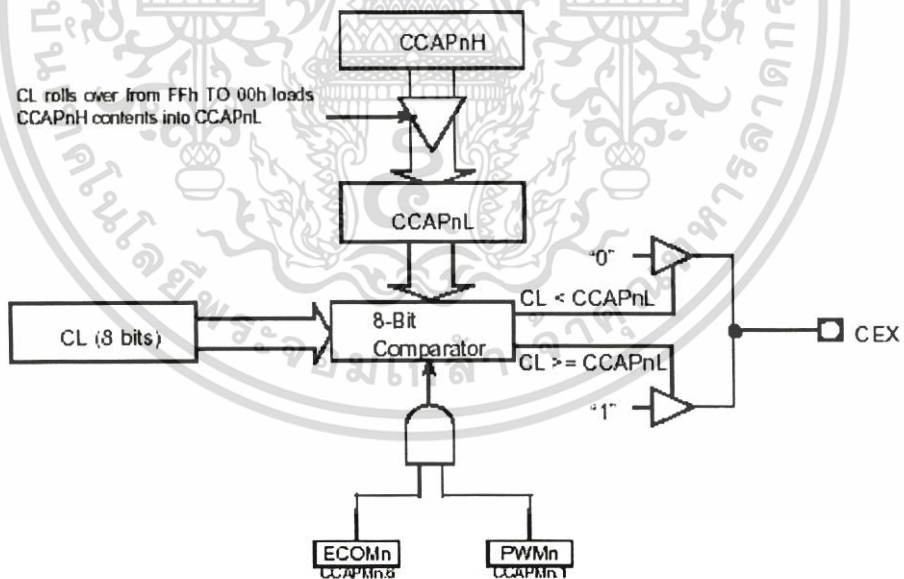 CCAPnH
CL rolls over from FFh TO 00h loads
CCAPnH contents into CCAPnL
CCAPnL
"0"
CL < CCAPnL
CL (8 bits)
8-Bit
Comparator
CEX
CL >= CCAPnL
"1"
ECOMn
CCAPMn.6
PWMn
CCAPMn.1